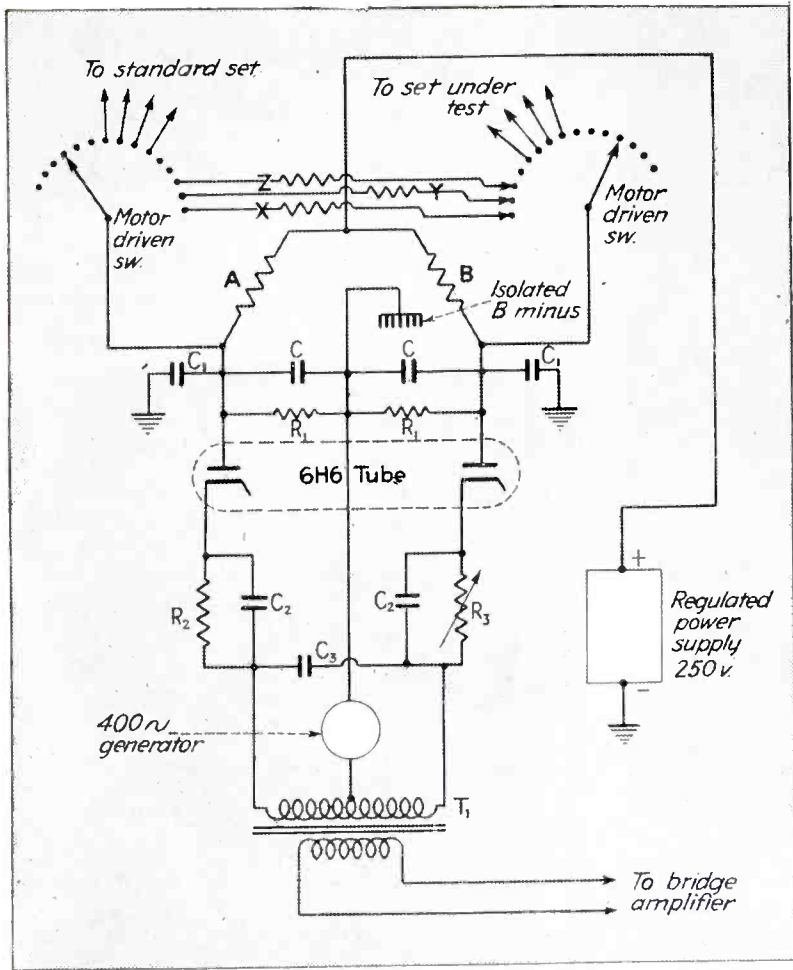 To standard set
To set under
test
Z
Y
X
Motor
driven
sw.
Motor
driven
sw.
A
B
Isolated
B minus
C₁
C
C
C₁
R₁
R₁
6H6 Tube
+
R₂
C₂
C₂
R₃
Regulated
power
supply
250 v.
C₃
-
400~
generator
T₁
To bridge
amplifier